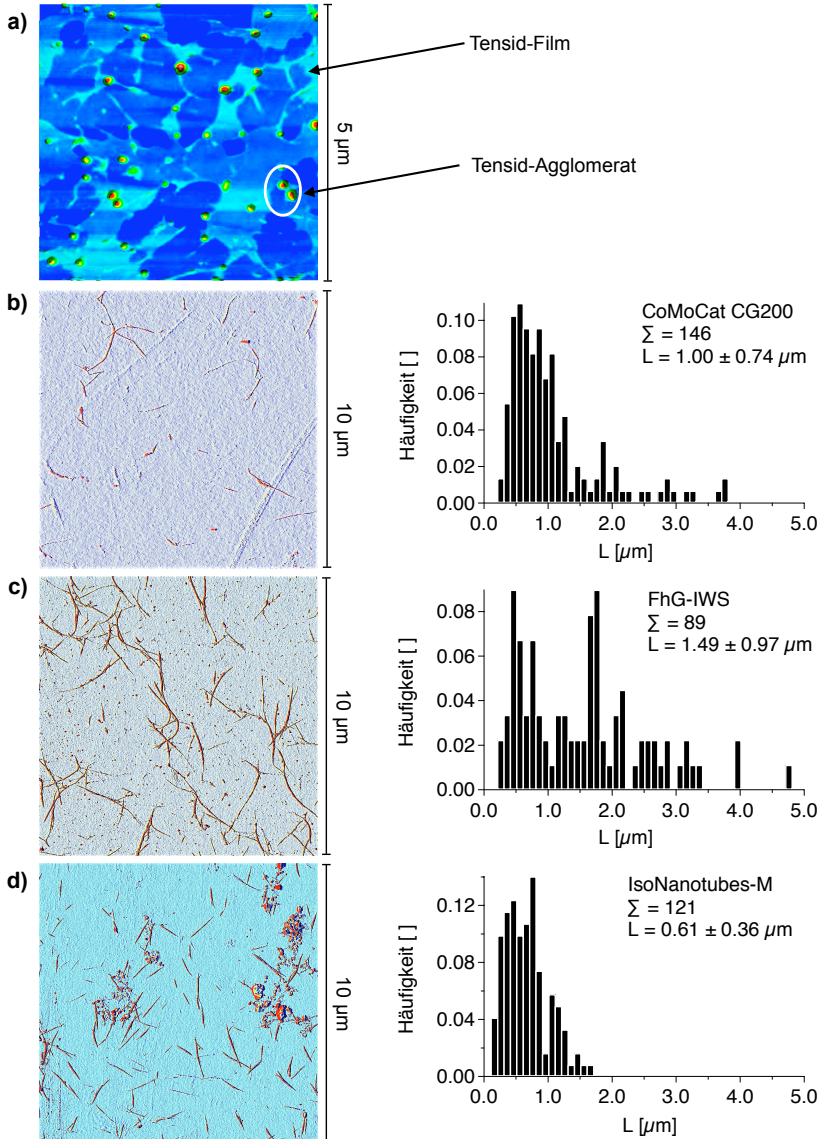 a)
Tensid-Film
Tensid-Agglomerat
5 µm
b)
10 µm
0.10
0.08
0.06
0.04
0.02
0.00
Häufigkeit [ ]
CoMoCat CG200
∑ = 146
L = 1.00 ± 0.74 µm
0.0 1.0 2.0 3.0 4.0 5.0
L [µm]
c)
10 µm
0.08
0.06
0.04
0.02
0.00
Häufigkeit [ ]
FhG-IWS
∑ = 89
L = 1.49 ± 0.97 µm
0.0 1.0 2.0 3.0 4.0 5.0
L [µm]
d)
10 µm
0.12
0.08
0.04
0.00
Häufigkeit [ ]
IsoNanotubes-M
∑ = 121
L = 0.61 ± 0.36 µm
0.0 1.0 2.0 3.0 4.0 5.0
L [µm]